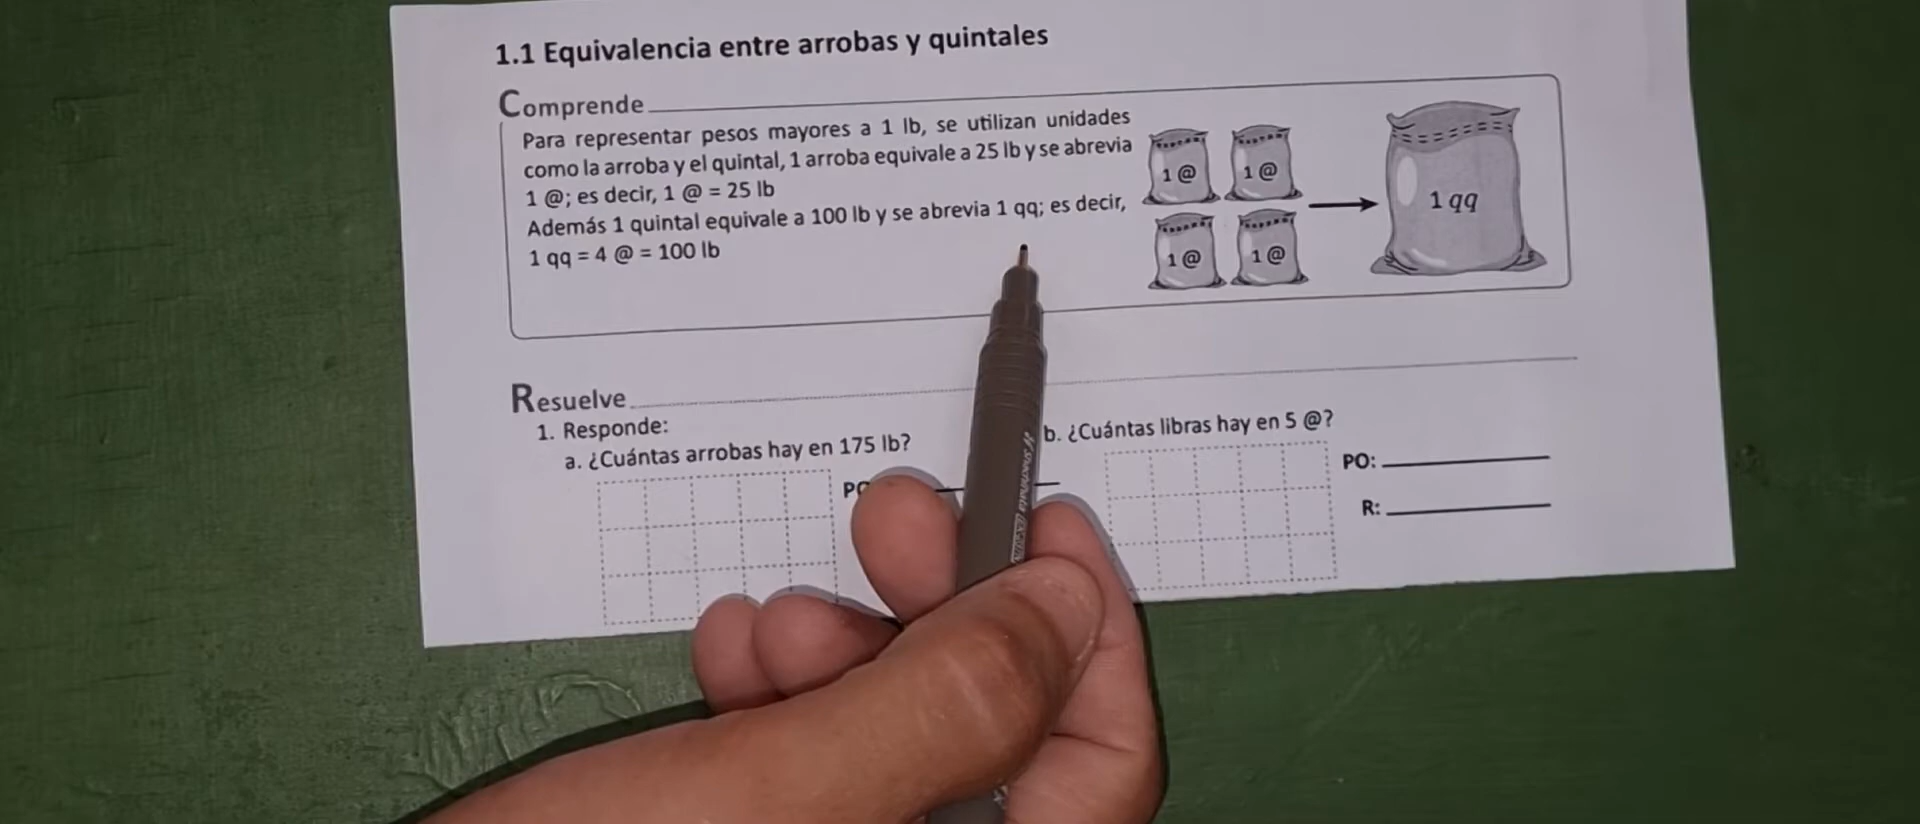 1.1 Equivalencia entre arrobas y quintales
Comprende
Para representar pesos mayores a 1 lb, se utilizan unidades
como la arroba y el quintal, 1 arroba equivale a 25 lb y se abrevia
1 @; es decir, 1 @ = 25 lb
Además 1 quintal equivale a 100 lb y se abrevia 1 qq; es decir,
1 qq = 4 @ = 100 lb
1 @ 1 @
1 @ 1 @
1 qq
Resuelve
1. Responde:
a. ¿Cuántas arrobas hay en 175 lb?
b. ¿Cuántas libras hay en 5 @?
PO:
R: